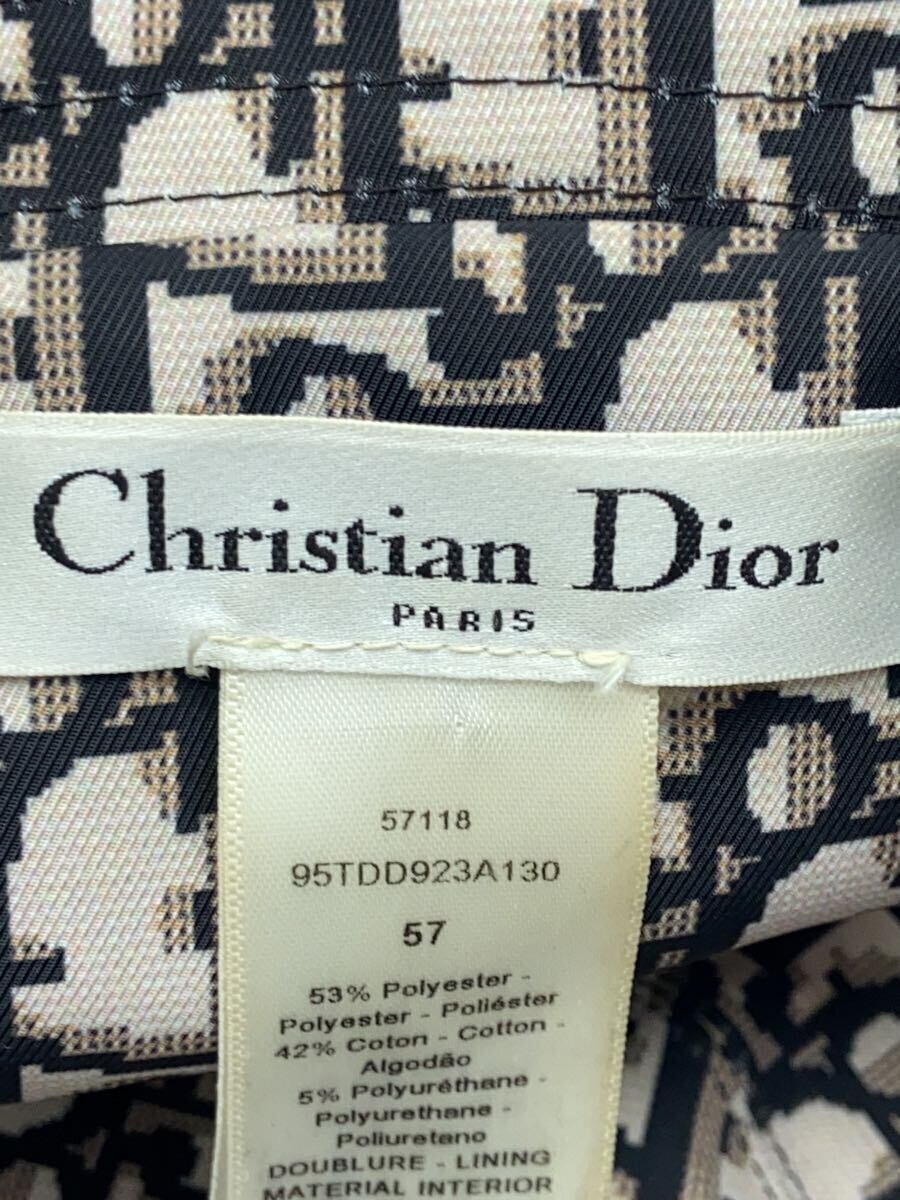 Christian Dior
PARIS
57118
95TDD923A130
57
53% Polyester -
Polyester - Poliéster
42% Coton - Cotton -
Algodão
5% Polyuréthane -
Polyurethane -
Poliuretano
DOUBLURE - LINING
MATERIAL INTERIOR